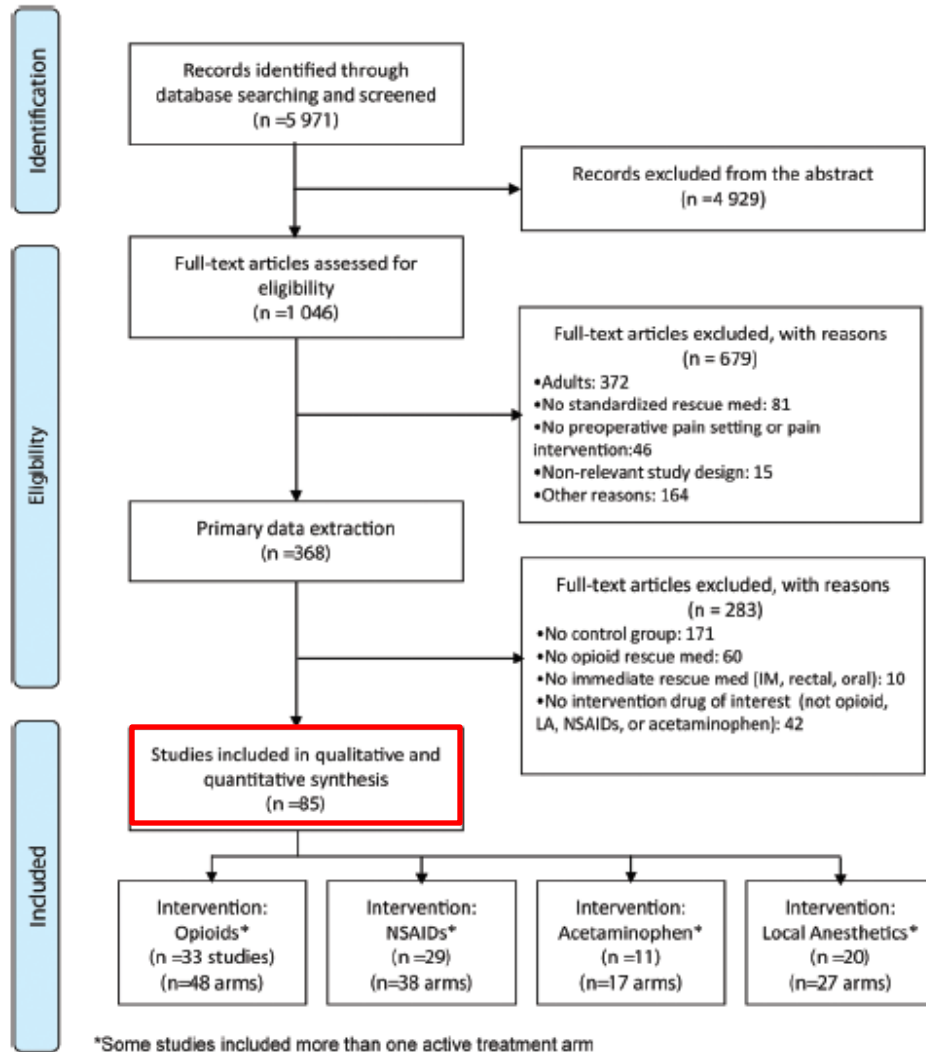 Identification
Records identified through
database searching and screened
(n =5 971)
Records excluded from the abstract
(n =4 929)
Eligibility
Full-text articles assessed for
eligibility
(n =1 046)
Full-text articles excluded, with reasons
(n = 679)
•Adults: 372
•No standardized rescue med: 81
•No preoperative pain setting or pain
intervention:46
•Non-relevant study design: 15
•Other reasons: 164
Primary data extraction
(n =368)
Full-text articles excluded, with reasons
(n = 283)
•No control group: 171
•No opioid rescue med: 60
•No immediate rescue med (IM, rectal, oral): 10
•No intervention drug of interest (not opioid,
LA, NSAIDs, or acetaminophen): 42
Included
Studies included in qualitative and
quantitative synthesis
(n =85)
Intervention:
Opioids*
(n =33 studies)
(n=48 arms)
Intervention:
NSAIDs*
(n =29)
(n=38 arms)
Intervention:
Acetaminophen*
(n =11)
(n=17 arms)
Intervention:
Local Anesthetics*
(n =20)
(n=27 arms)
*Some studies included more than one active treatment arm